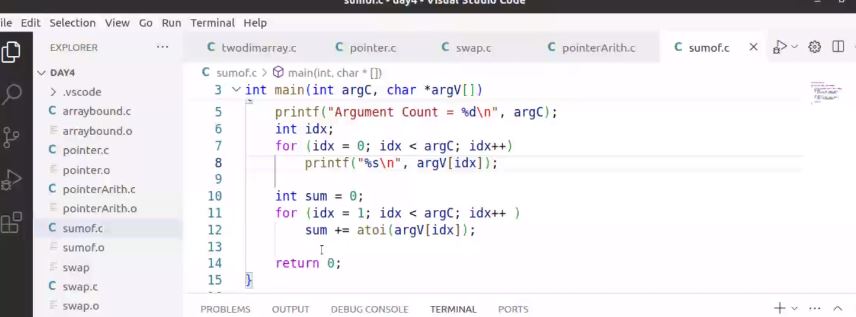 sumof.c - day4 - Visual Studio Code
File Edit Selection View Go Run Terminal Help
EXPLORER ...
twodimarray.c pointer.c swap.c pointerArith.c sumof.c
DAY4
.vscode
arraybound.c
arraybound.o
pointer.c
pointer.o
pointerArith.c
pointerArith.o
sumof.c
sumof.o
swap
swap.c
swap.o
sumof.c > main(int, char * [])
3 int main(int argC, char *argV[])
5 printf("Argument Count = %d\n", argC);
6 int idx;
7 for (idx = 0; idx < argC; idx++)
8 printf("%s\n", argV[idx]);
9
10 int sum = 0;
11 for (idx = 1; idx < argC; idx++ )
12 sum += atoi(argV[idx]);
13
14 return 0;
15 }
PROBLEMS OUTPUT DEBUG CONSOLE TERMINAL PORTS